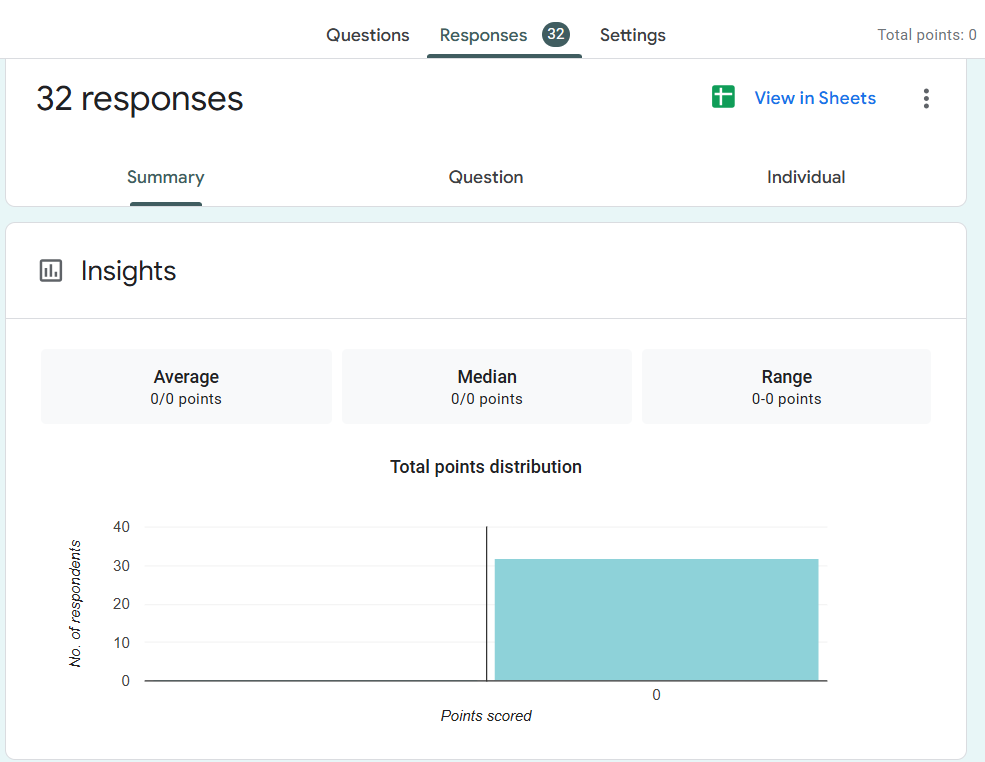 Questions Responses 32 Settings Total points: 0
32 responses View in Sheets
Summary Question Individual
Insights
Average Median Range
0/0 points 0/0 points 0-0 points
Total points distribution
No. of respondents
40
30
20
10
0
0
Points scored